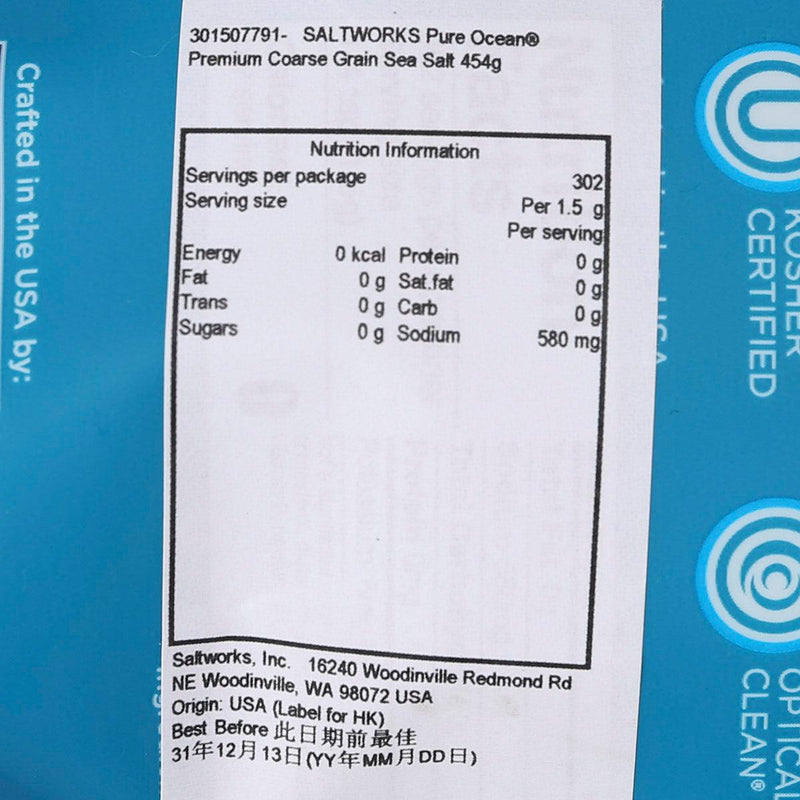 301507791- SALTWORKS Pure Ocean®
Premium Coarse Grain Sea Salt 454g
Nutrition Information
Servings per package 302
Serving size Per 1.5 g
Per serving
Energy 0 kcal Protein 0 g
Fat 0 g Sat.fat 0 g
Trans 0 g Carb 0 g
Sugars 0 g Sodium 580 mg
Saltworks, Inc. 16240 Woodinville Redmond Rd
NE Woodinville, WA 98072 USA
Origin: USA (Label for HK)
Best Before 此日期前最佳
31年12月13日(YY年MM月DD日)
Crafted in the USA by:
U
KOSHER
CERTIFIED
CLEAN®